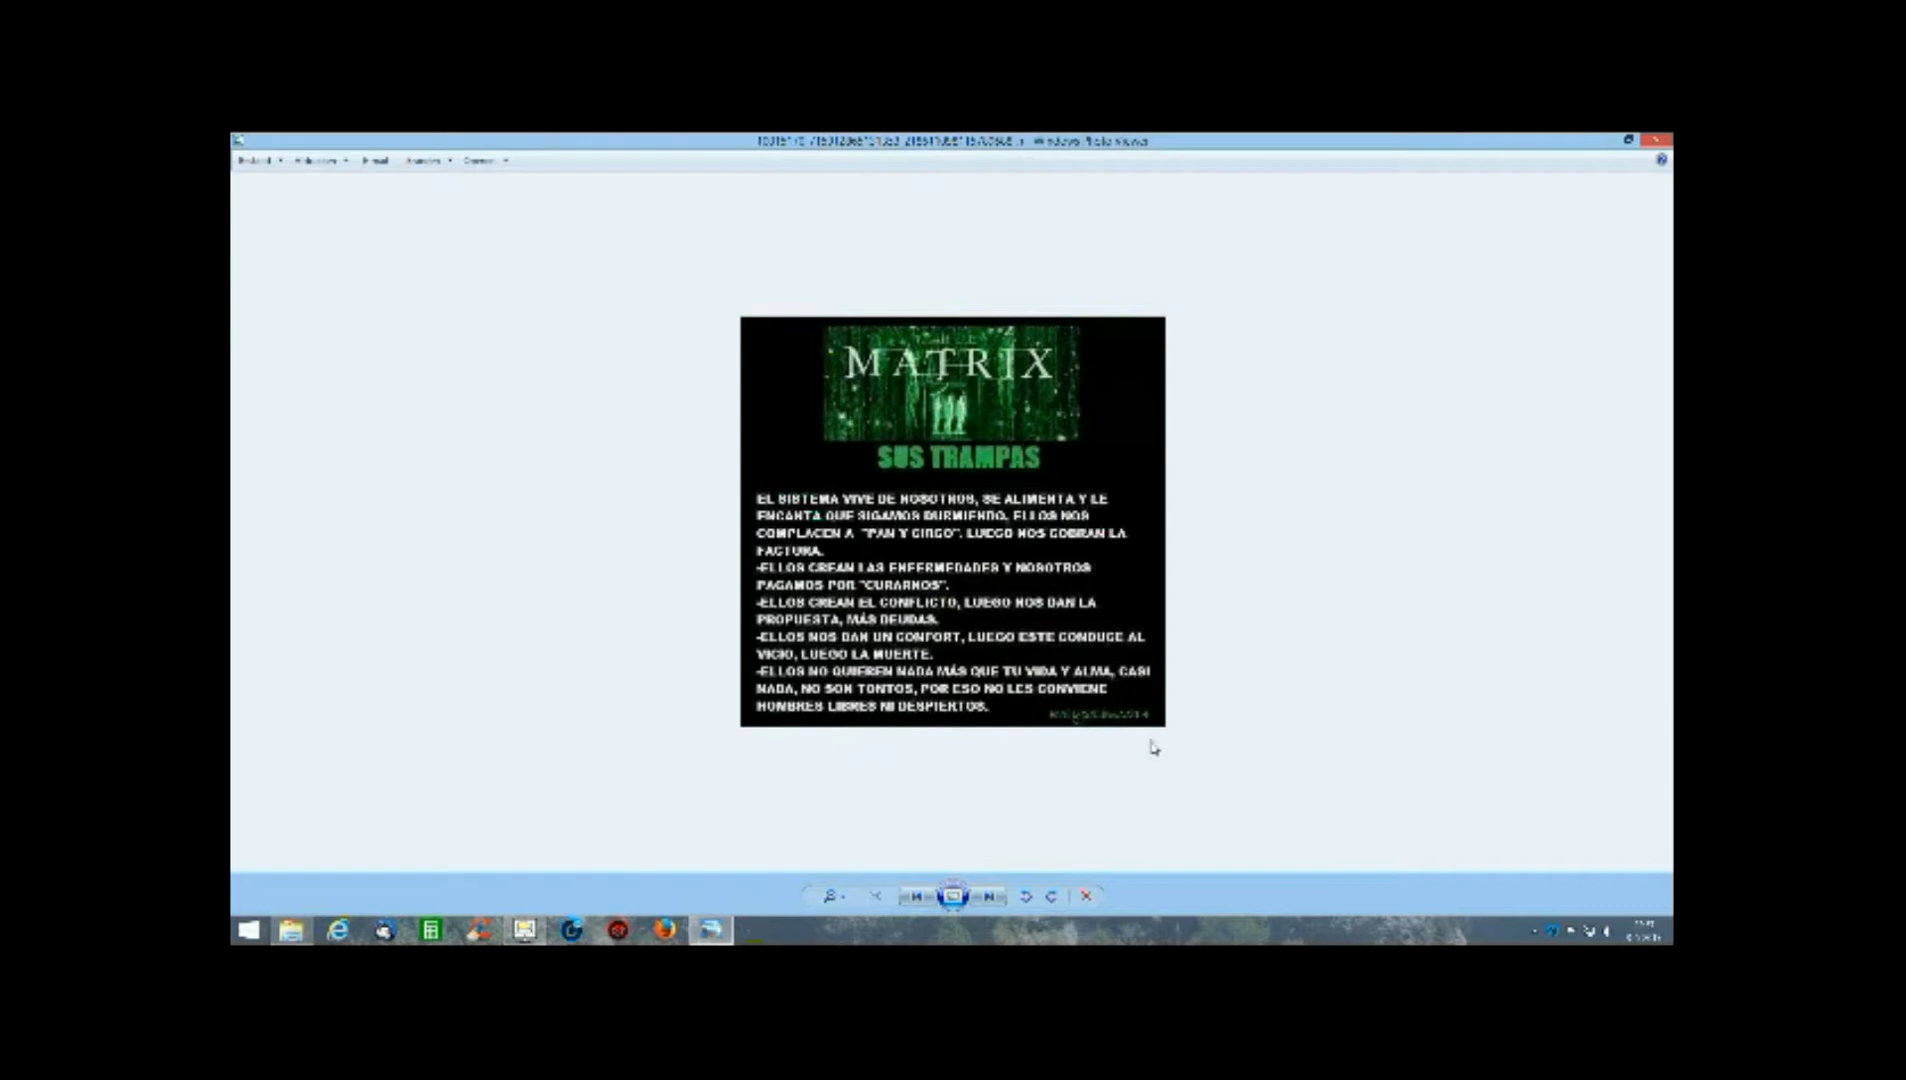 Windows Photo Viewer
E-mail
MATRIX
SUS TRAMPAS
EL SISTEMA VIVE DE NOSOTROS, SE ALIMENTA Y LE
ENCANTA QUE SIGAMOS DURMIENDO. ELLOS NOS
COMPLACEN A "PAN Y CIRCO". LUEGO NOS COBRAN LA
FACTURA.
-ELLOS CREAN LAS ENFERMEDADES Y NOSOTROS
PAGAMOS POR "CURARNOS".
-ELLOS CREAN EL CONFLICTO, LUEGO NOS DAN LA
PROPUESTA, MÁS DEUDAS.
-ELLOS NOS DAN UN CONFORT, LUEGO ESTE CONDUCE AL
VICIO, LUEGO LA MUERTE.
-ELLOS NO QUIEREN NADA MÁS QUE TU VIDA Y ALMA, CASI
NADA, NO SON TONTOS, POR ESO NO LES CONVIENE
HOMBRES LIBRES NI DESPIERTOS.